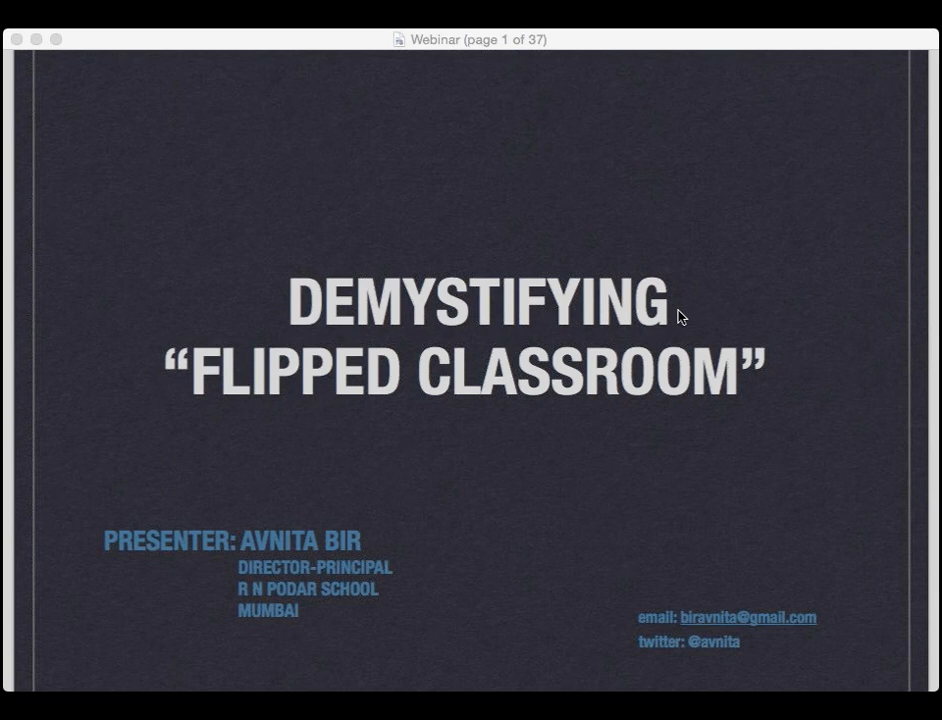 Webinar (page 1 of 37)
DEMYSTIFYING
“FLIPPED CLASSROOM”
PRESENTER: AVNITA BIR
DIRECTOR-PRINCIPAL
R N PODAR SCHOOL
MUMBAI
email: biravnita@gmail.com
twitter: @avnita